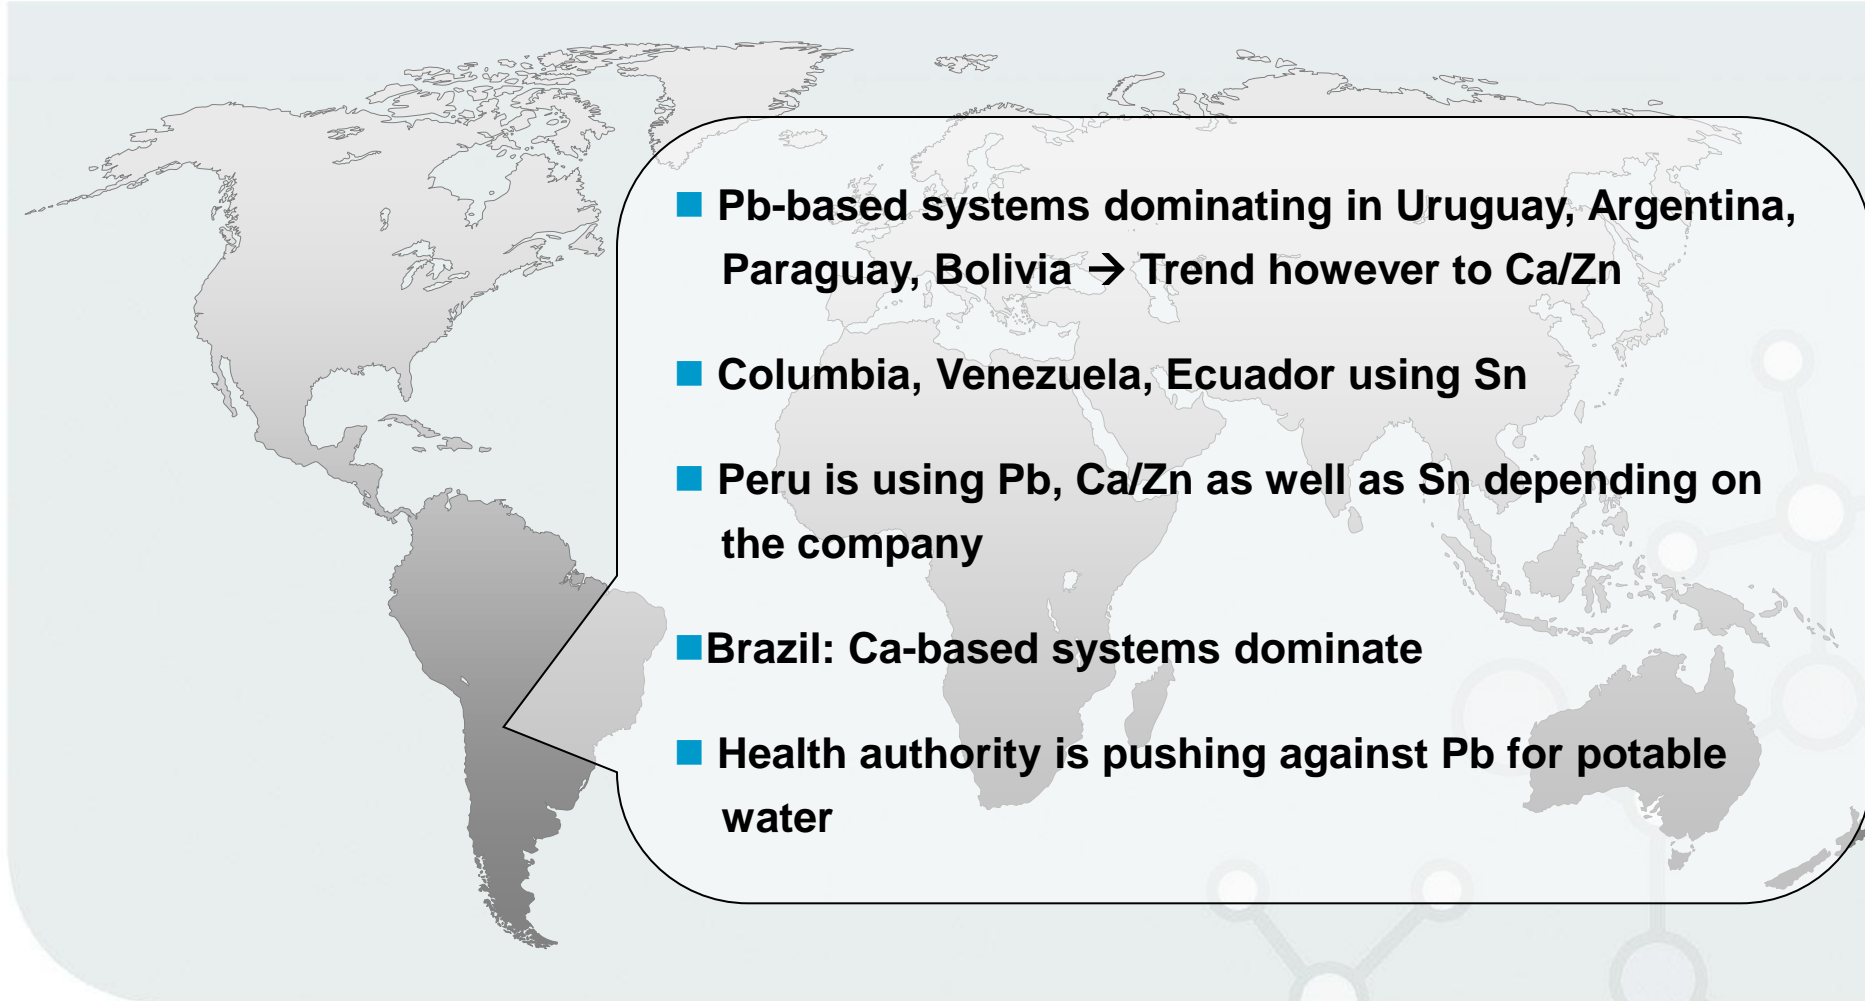 ■ Pb-based systems dominating in Uruguay, Argentina,
Paraguay, Bolivia → Trend however to Ca/Zn
■ Columbia, Venezuela, Ecuador using Sn
■ Peru is using Pb, Ca/Zn as well as Sn depending on
the company
■ Brazil: Ca-based systems dominate
■ Health authority is pushing against Pb for potable
water